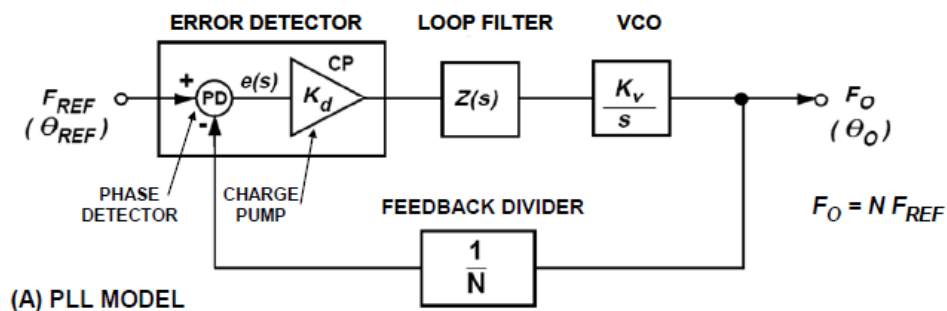 ERROR DETECTOR
LOOP FILTER
VCO
CP
e(s)
+
PD
-
K_d
Z(s)
K_v
s
F_REF
(θ_REF)
F_O
(θ_O)
PHASE
DETECTOR
CHARGE
PUMP
FEEDBACK DIVIDER
F_O = N F_REF
1
N
(A) PLL MODEL